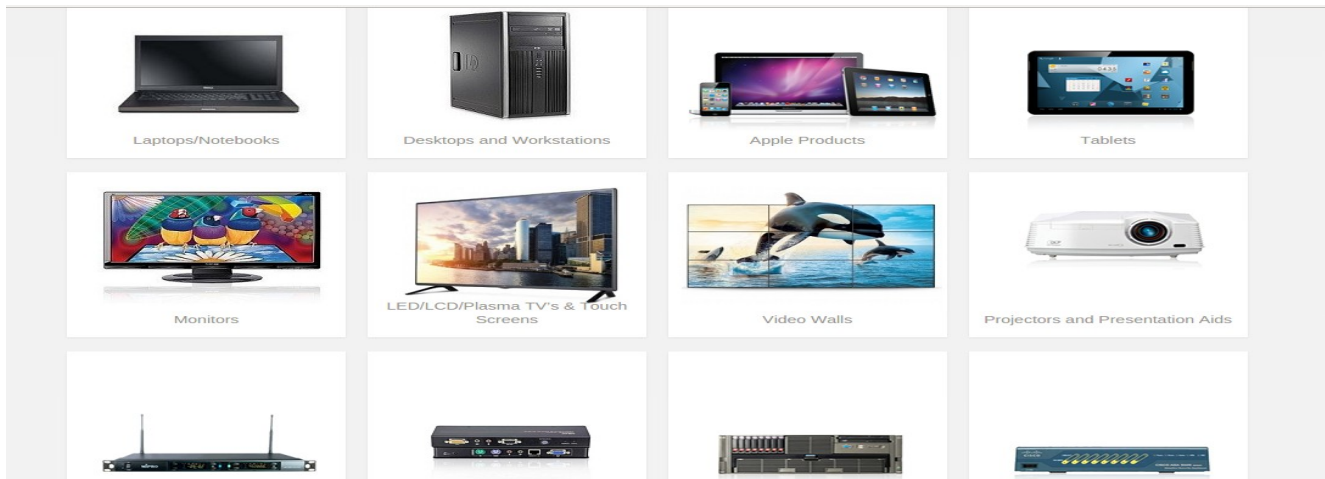 Laptops/Notebooks
Desktops and Workstations
Apple Products
Tablets
Monitors
LED/LCD/Plasma TV's & Touch
Screens
Video Walls
Projectors and Presentation Aids